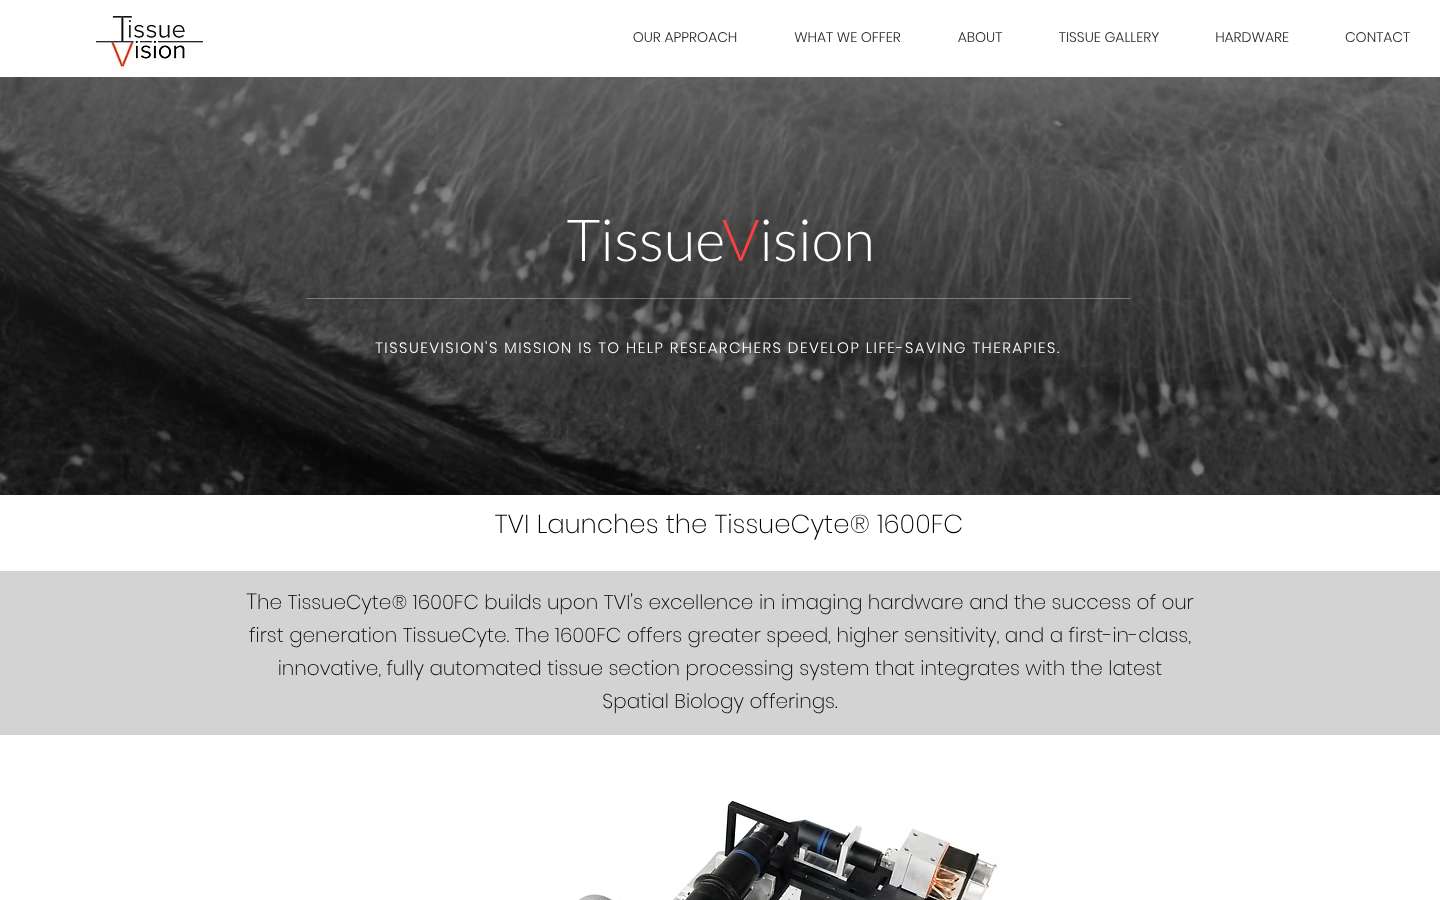 Tissue
Vision
OUR APPROACH
WHAT WE OFFER
ABOUT
TISSUE GALLERY
HARDWARE
CONTACT
TissueVision
TISSUEVISION'S MISSION IS TO HELP RESEARCHERS DEVELOP LIFE-SAVING THERAPIES.
TVI Launches the TissueCyte® 1600FC
The TissueCyte® 1600FC builds upon TVI's excellence in imaging hardware and the success of our
first generation TissueCyte. The 1600FC offers greater speed, higher sensitivity, and a first-in-class,
innovative, fully automated tissue section processing system that integrates with the latest
Spatial Biology offerings.